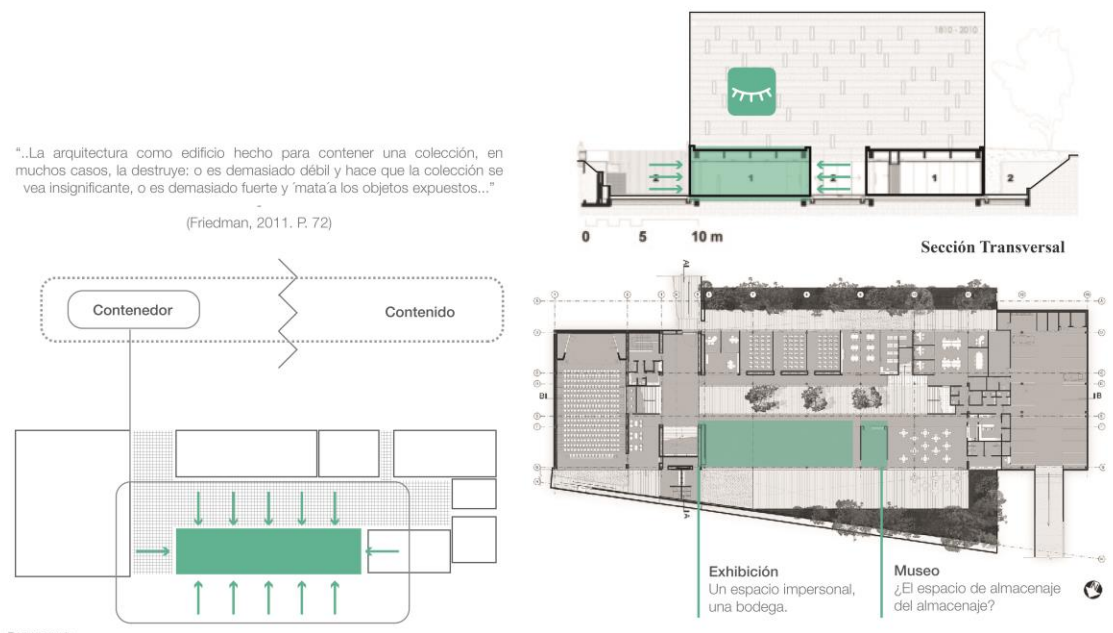 “..La arquitectura como edificio hecho para contener una colección, en
muchos casos, la destruye: o es demasiado débil y hace que la colección se
vea insignificante, o es demasiado fuerte y ´mata´a los objetos expuestos...”
-
(Friedman, 2011. P. 72)
Contenedor
Contenido
1810 - 2010
2
1
2
1
2
0 5 10 m
Sección Transversal
Exhibición
Un espacio impersonal,
una bodega.
Museo
¿El espacio de almacenaje
del almacenaje?